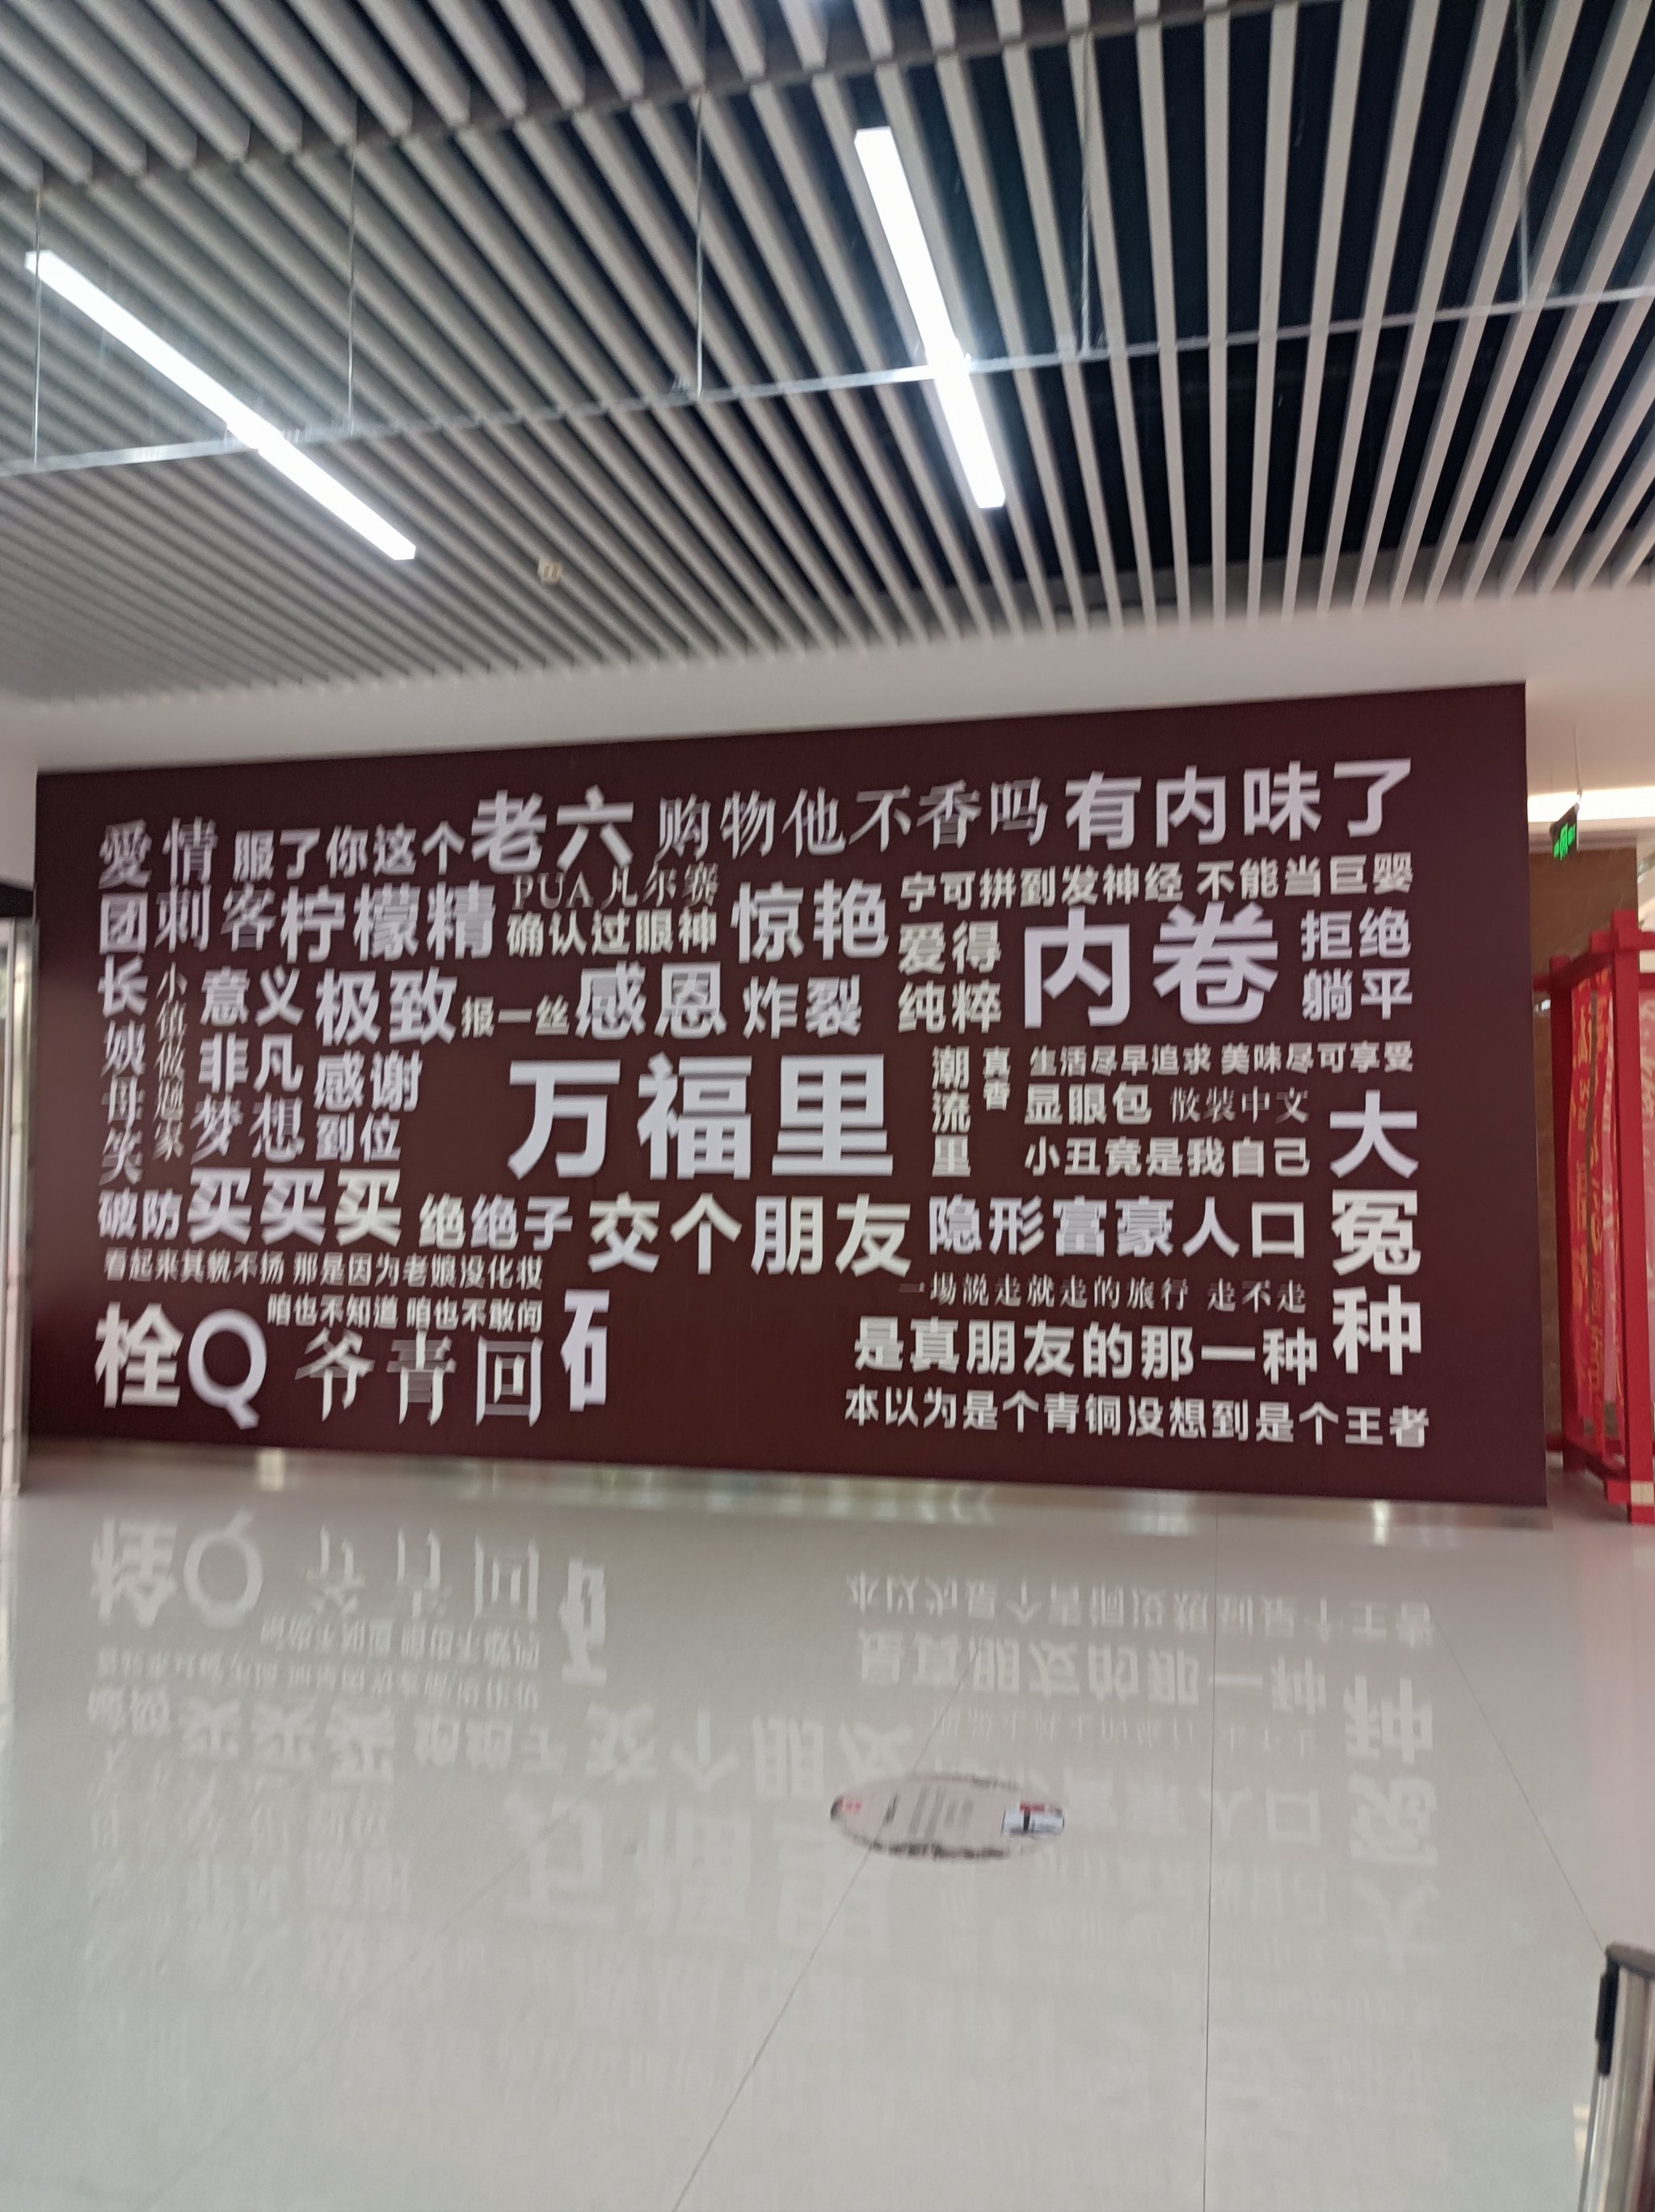 愛情 服了你这个老六 购物他不香吗 有内味了
刺客 柠檬精 PUA 凡尔赛
确认过眼神 惊艳
宁可拼到发神经 不能当巨婴
团长
姨母笑
小镇做题家
意义非凡
梦想
极致感谢到位
报一丝感恩 炸裂
爱得纯粹
内卷
拒绝躺平
万福里
潮流里
真香
生活尽早追求 美味尽可享受
显眼包 散装中文
小丑竟是我自己
大冤种
破防 买买买 绝绝子 交个朋友 隐形富豪人口
看起来其貌不扬 那是因为老娘没化妆
一場説走就走的旅行 走不走
咱也不知道 咱也不敢问
栓Q 爷青回
是真朋友的那一种
本以为是个青铜没想到是个王者